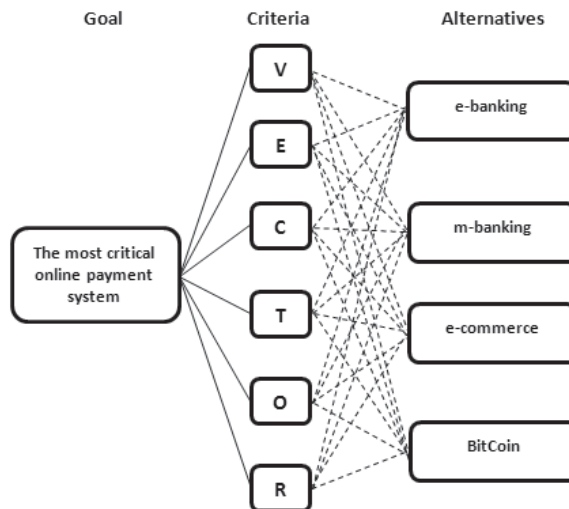 Goal
Criteria
Alternatives
V
E
C
T
O
R
The most critical
online payment
system
e-banking
m-banking
e-commerce
BitCoin